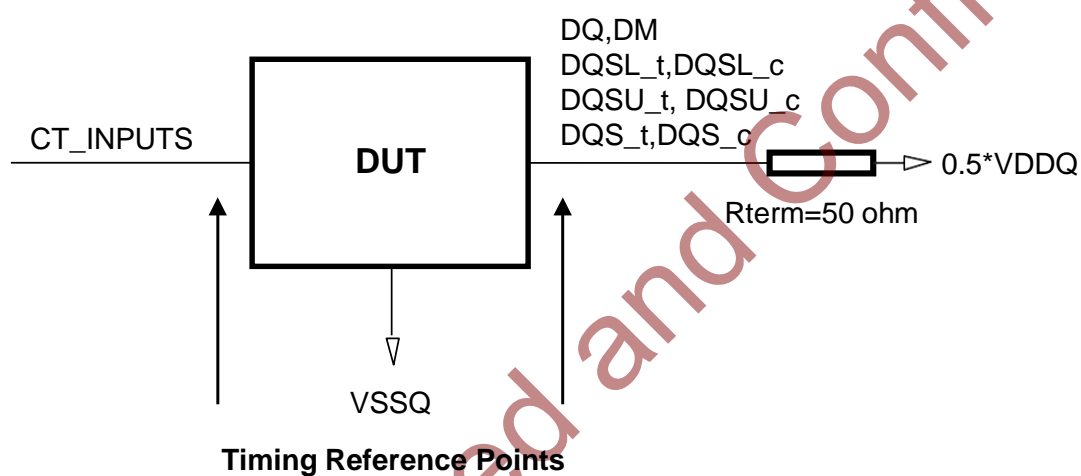 DQ,DM
DQSL_t,DQSL_c
DQSU_t, DQSU_c
DQS_t,DQS_c
CT_INPUTS
DUT
0.5*VDDQ
Rterm=50 ohm
VSSQ
Timing Reference Points
and